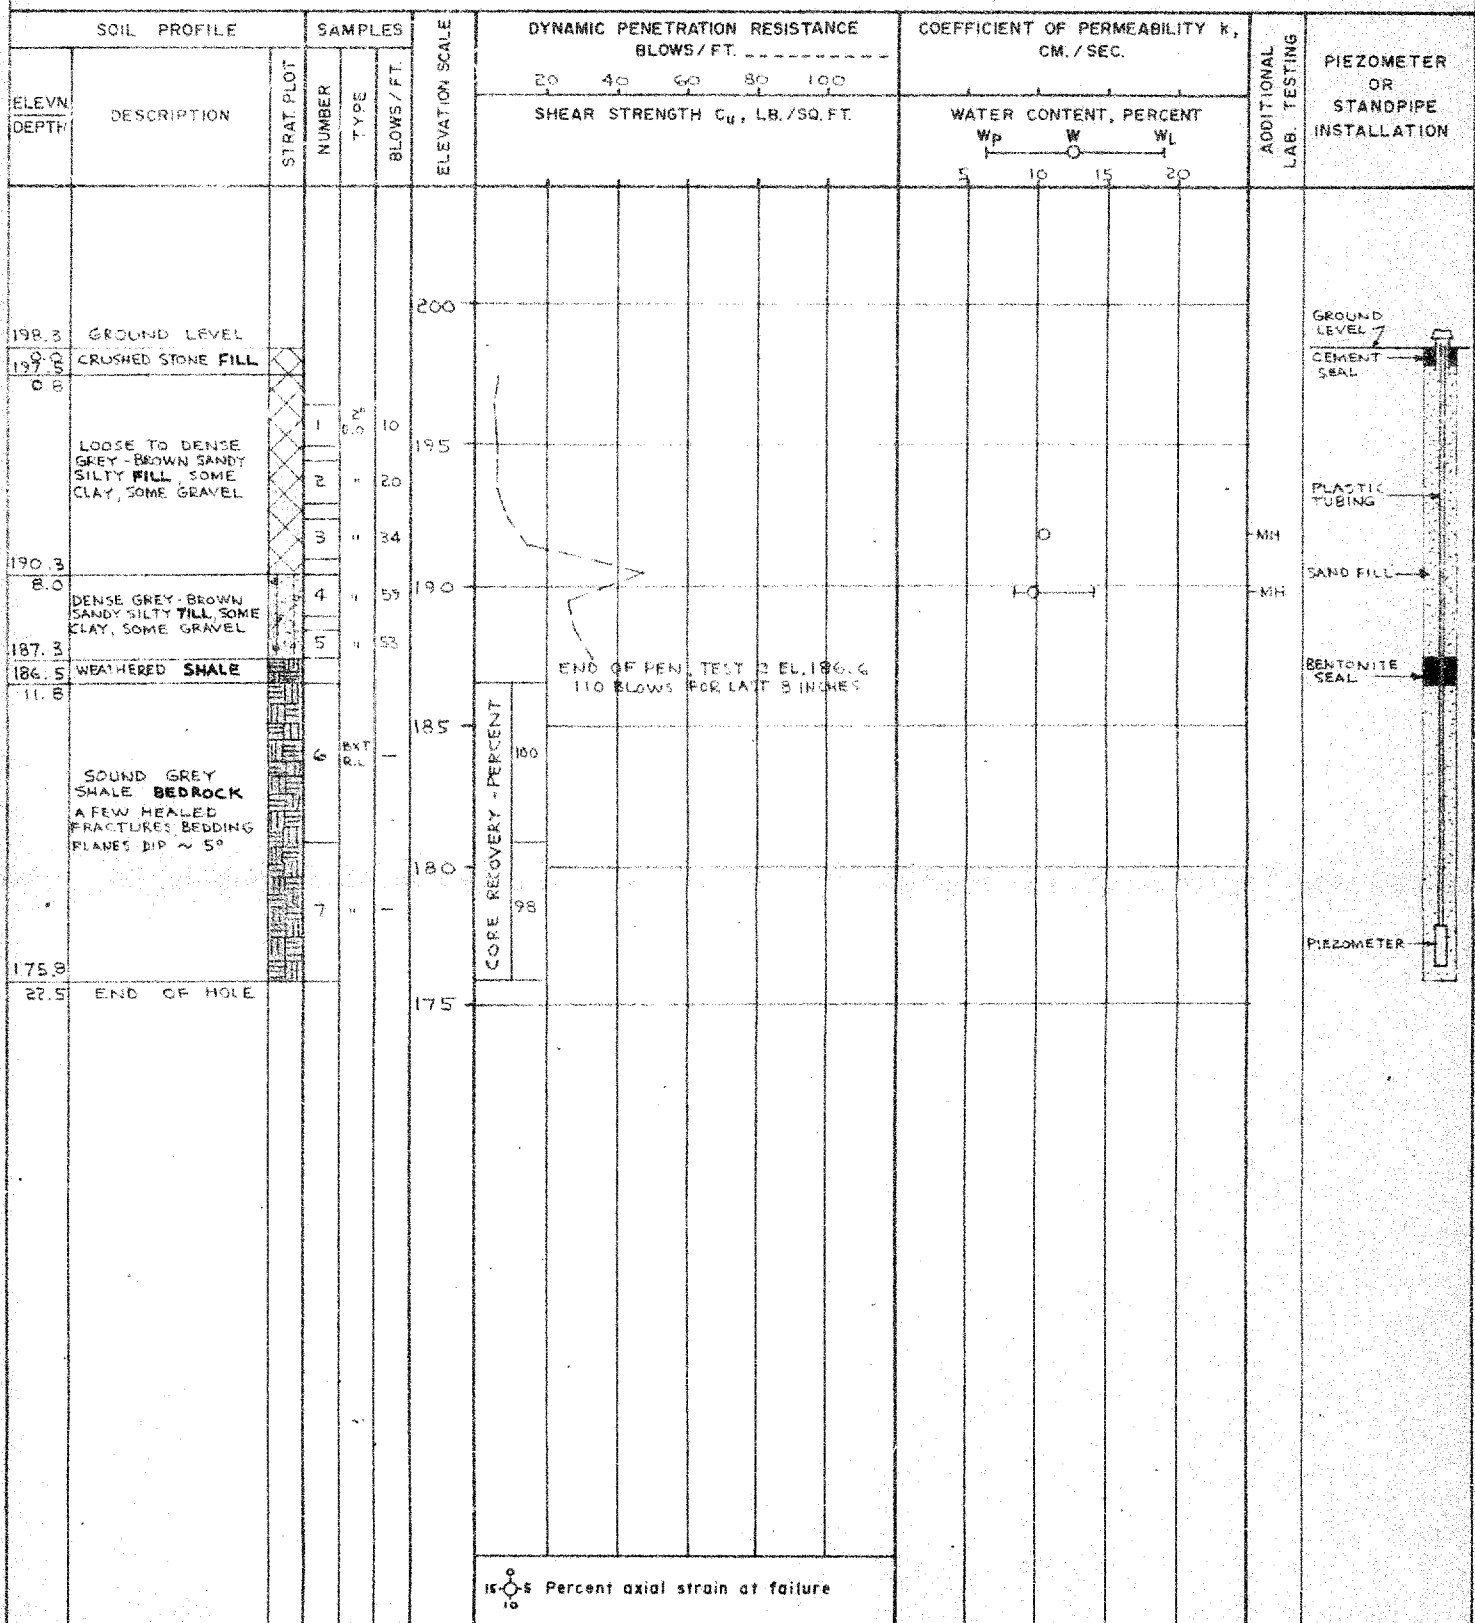 SOIL PROFILE
SAMPLES
ELEVATION SCALE
DYNAMIC PENETRATION RESISTANCE
BLOWS/FT. ---------
20 40 60 80 100
SHEAR STRENGTH Cu, LB./SQ.FT.
COEFFICIENT OF PERMEABILITY k,
CM./SEC.
WATER CONTENT, PERCENT
Wp W WL
5 10 15 20
ADDITIONAL
LAB. TESTING
PIEZOMETER
OR
STANDPIPE
INSTALLATION
ELEVN
DEPTH
DESCRIPTION
STRAT. PLOT
NUMBER
TYPE
BLOWS/FT.
200
195
190
185
180
175
198.3 GROUND LEVEL
0.0
CRUSHED STONE FILL
197.5
0.8
LOOSE TO DENSE
GREY-BROWN SANDY
SILTY FILL, SOME
CLAY, SOME GRAVEL
190.3
8.0
DENSE GREY-BROWN
SANDY SILTY TILL, SOME
CLAY, SOME GRAVEL
187.3
186.5 WEATHERED SHALE
11.8
SOUND GREY
SHALE BEDROCK
A FEW HEALED
FRACTURES, BEDDING
PLANES DIP ~ 5°
175.8
22.5 END OF HOLE
1 2" D.O 10
2 " 20
3 " 34
4 " 59
5 " 53
6 BXT R.C —
7 " —
END OF PEN. TEST @ EL. 186.6
110 BLOWS FOR LAST 8 INCHES
CORE RECOVERY - PERCENT
100
98
MH
MH
GROUND
LEVEL
CEMENT
SEAL
PLASTIC
TUBING
SAND FILL
BENTONITE
SEAL
PIEZOMETER
0
15 5 Percent axial strain at failure
10